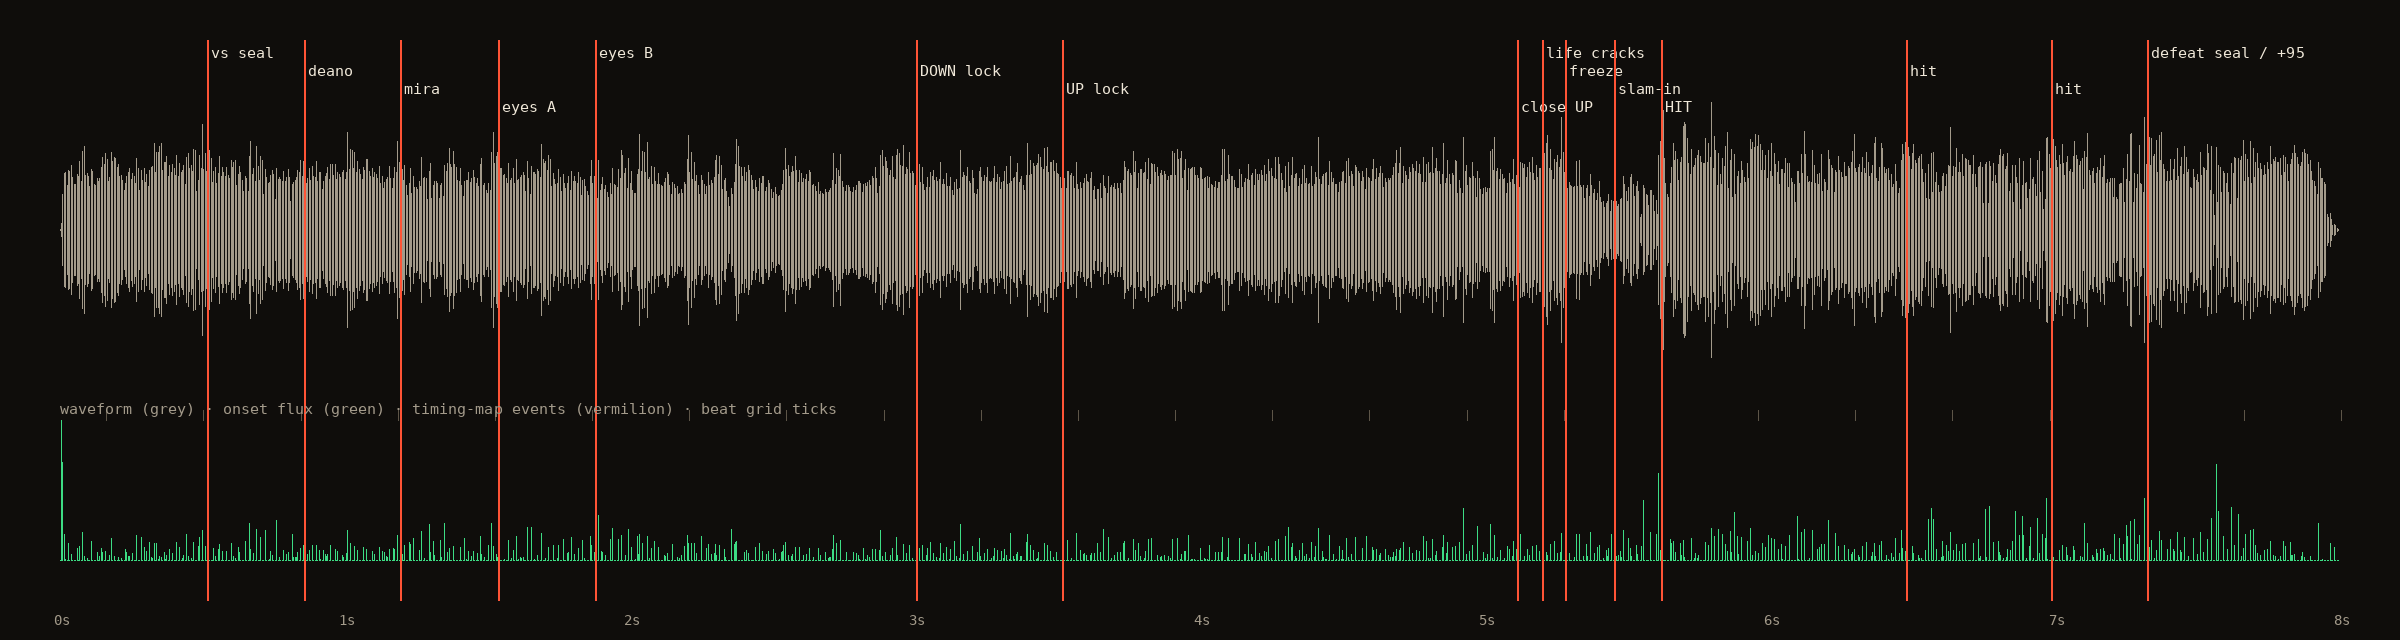 vs seal
eyes B
life cracks
defeat seal / +95
deano
DOWN lock
freeze
hit
mira
UP lock
slam-in
hit
eyes A
close UP
HIT
waveform (grey) · onset flux (green) · timing-map events (vermilion) · beat grid ticks
0s
1s
2s
3s
4s
5s
6s
7s
8s